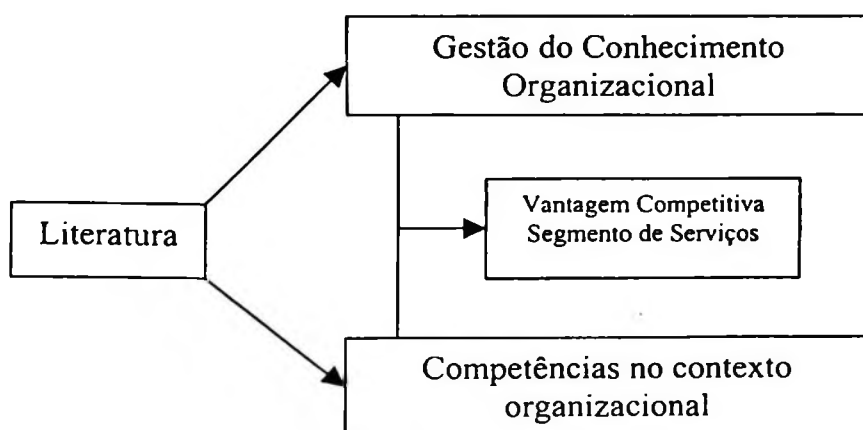 Gestão do Conhecimento
Organizacional
Literatura
Vantagem Competitiva
Segmento de Serviços
Competências no contexto
organizacional